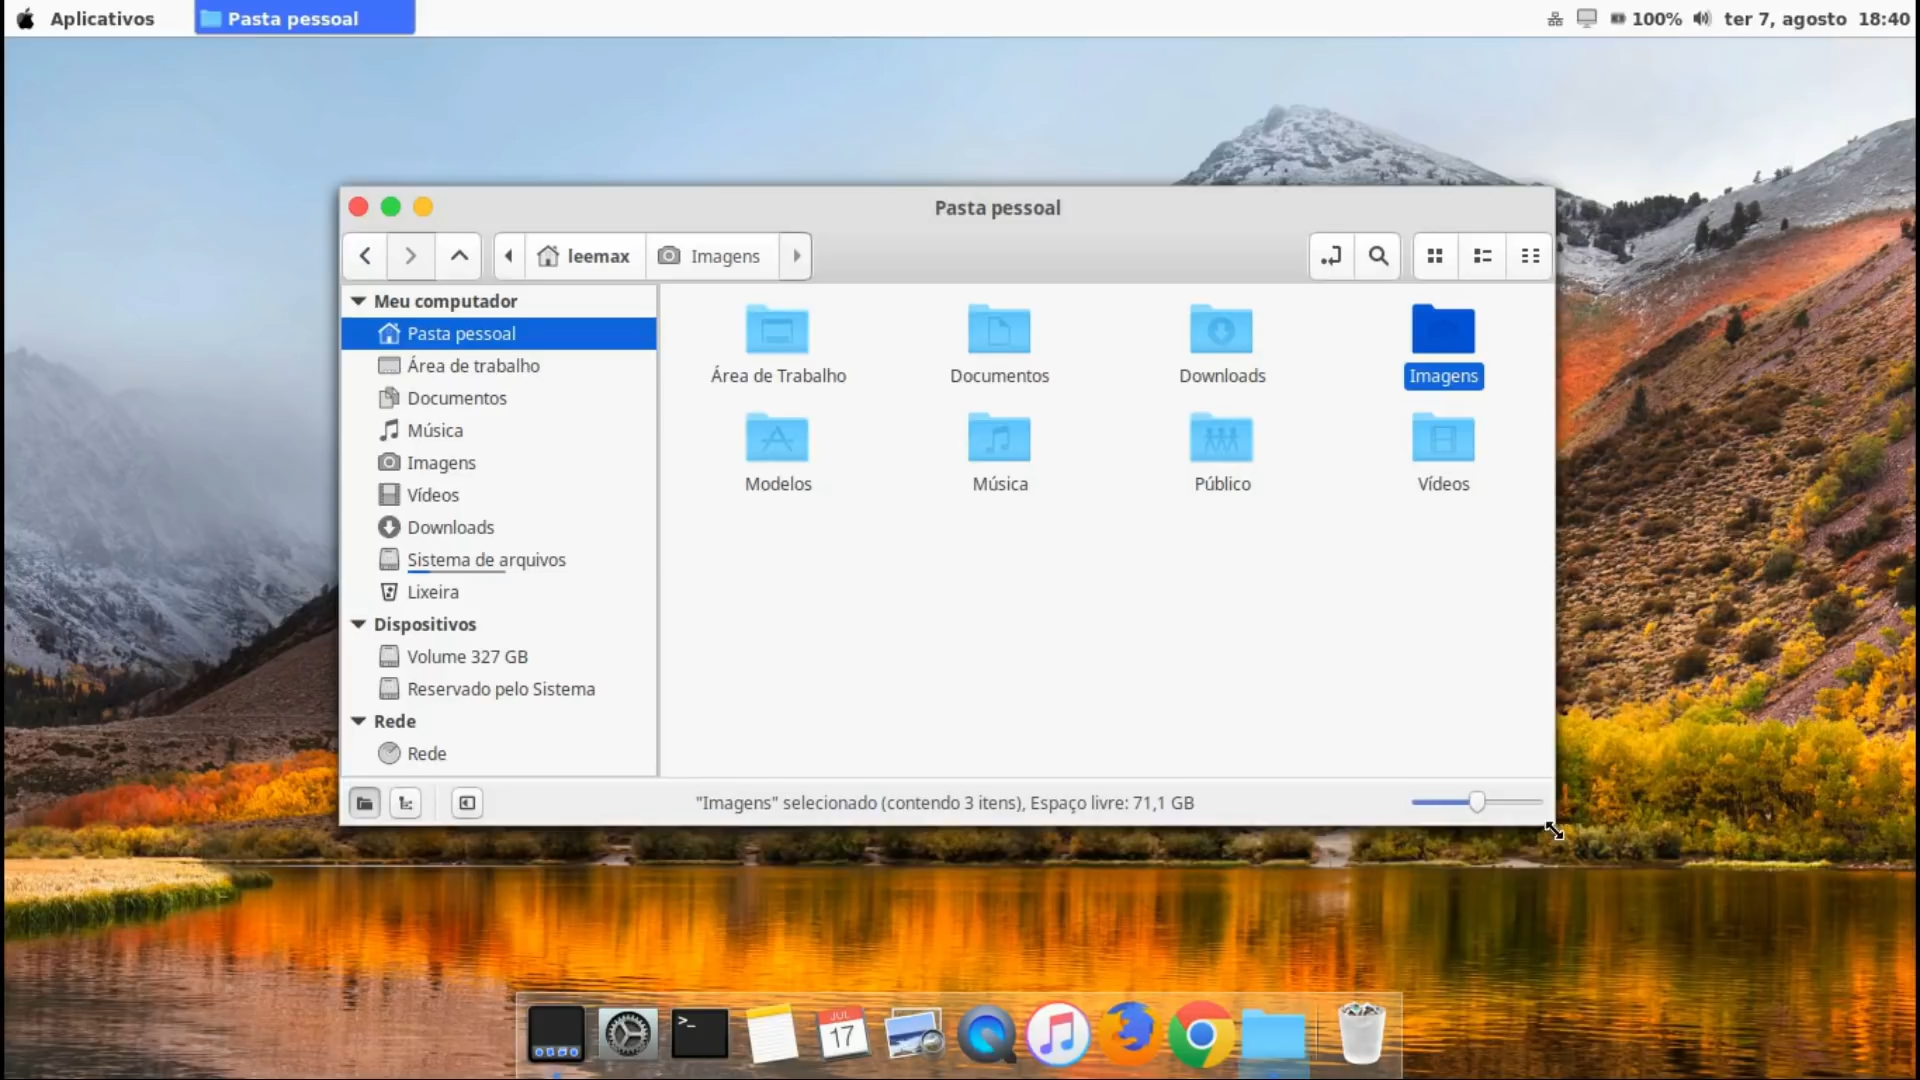 Aplicativos
Pasta pessoal
100%
ter 7, agosto 18:40
Pasta pessoal
leemax
Imagens
Meu computador
Pasta pessoal
Área de trabalho
Documentos
Música
Imagens
Vídeos
Downloads
Sistema de arquivos
Lixeira
Dispositivos
Volume 327 GB
Reservado pelo Sistema
Rede
Rede
Área de Trabalho
Documentos
Downloads
Imagens
Modelos
Música
Público
Vídeos
"Imagens" selecionado (contendo 3 itens), Espaço livre: 71,1 GB
>_
JUL
17